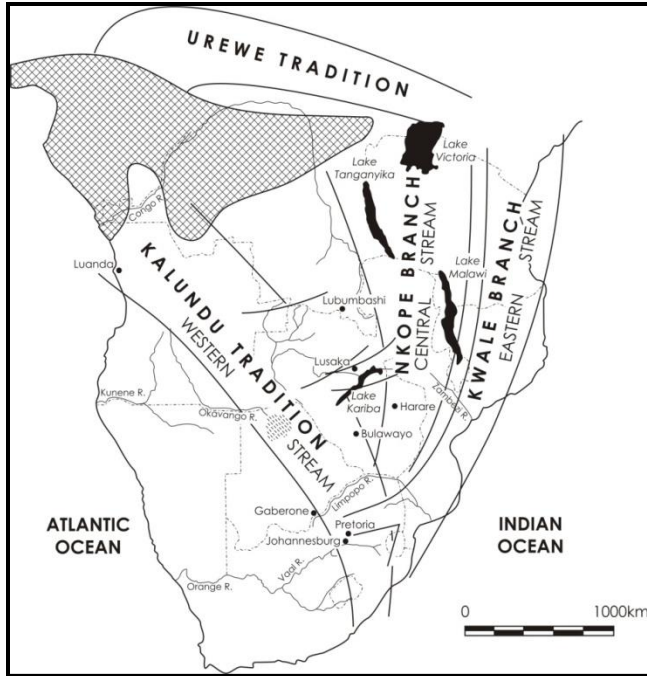 UREWE TRADITION
Lake
Victoria
Lake
Tanganyika
Congo R.
Luanda
KALUNDU TRADITION
WESTERN STREAM
NKOPE BRANCH
CENTRAL STREAM
KWALE BRANCH
EASTERN STREAM
Lake
Malawi
Lubumbashi
Lusaka
Lake
Kariba
Harare
Zambezi R.
Kunene R.
Okavango R.
Bulawayo
Limpopo R.
Gaberone
Pretoria
Johannesburg
ATLANTIC
OCEAN
INDIAN
OCEAN
Vaal R.
Orange R.
0 1000km